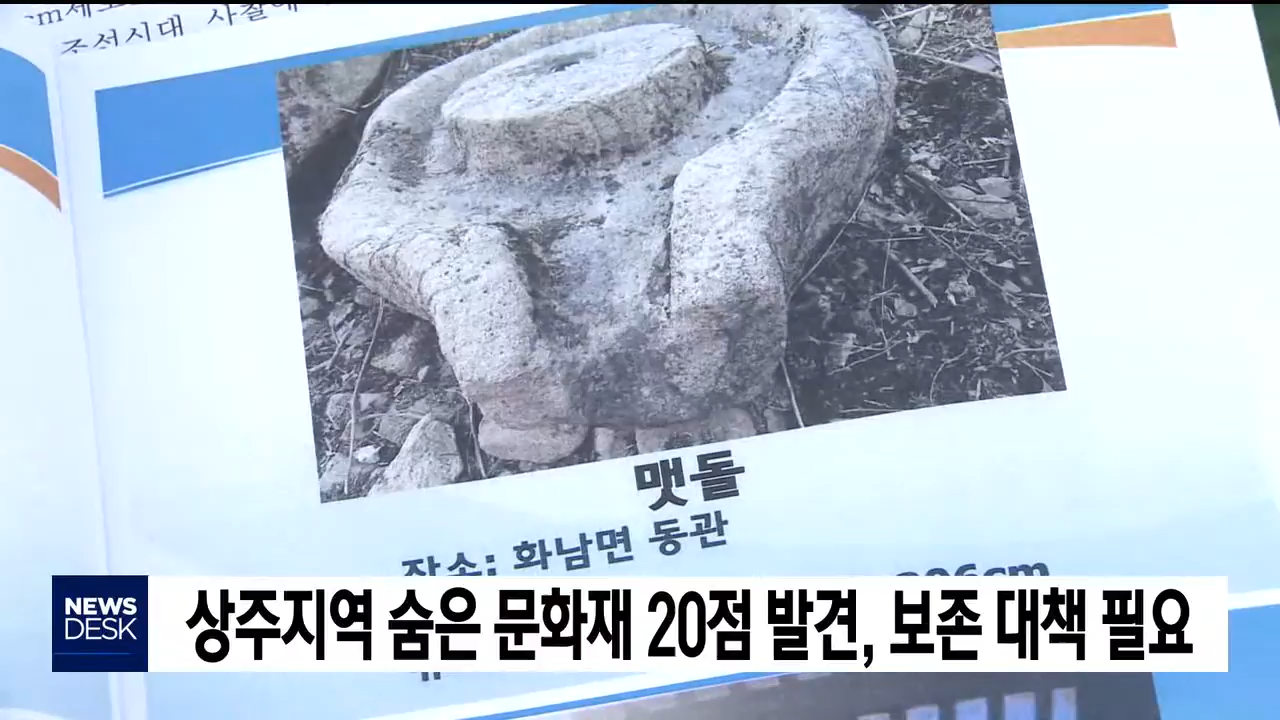 cm
조선시대 사찰에
맷돌
장소: 화남면 동관
206cm
NEWS
DESK
상주지역 숨은 문화재 20점 발견, 보존 대책 필요